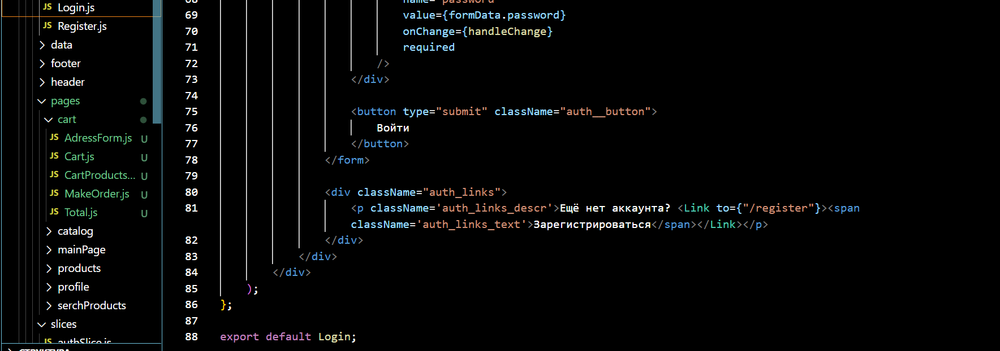 JS Login.js
JS Register.js
data
footer
header
pages
cart
JS AdressForm.js U
JS Cart.js U
JS CartProducts... U
JS MakeOrder.js U
JS Total.js U
catalog
mainPage
products
profile
serchProducts
slices
JS authSlice.js
СТРУКТУРА
68 name="password"
69 value={formData.password}
70 onChange={handleChange}
71 required
72 />
73 </div>
74
75 <button type="submit" className="auth__button">
76 Войти
77 </button>
78 </form>
79
80 <div className="auth_links">
81 <p className='auth_links_descr'>Ещё нет аккаунта? <Link to={"/register"}><span
className='auth_links_text'>Зарегистрироваться</span></Link></p>
82 </div>
83 </div>
84 </div>
85 );
86 };
87
88 export default Login;